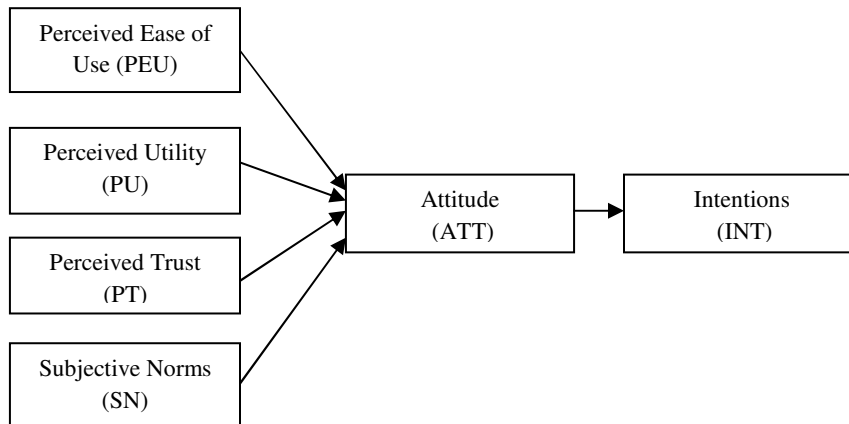 Perceived Ease of
Use (PEU)
Perceived Utility
(PU)
Perceived Trust
(PT)
Subjective Norms
(SN)
Attitude
(ATT)
Intentions
(INT)